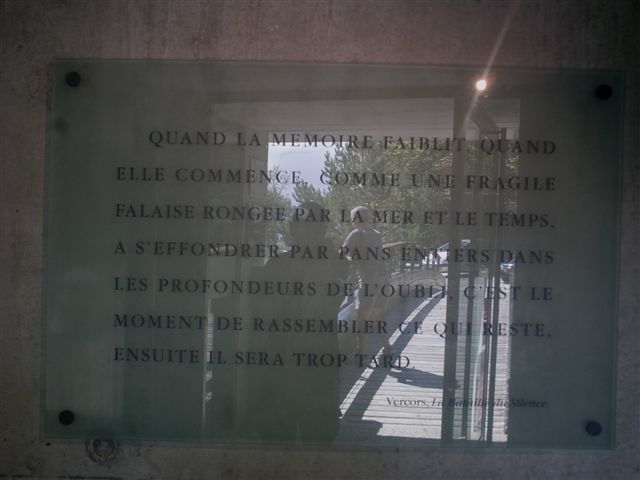 QUAND LA MEMOIRE FAIBLIT, QUAND
ELLE COMMENCE, COMME UNE FRAGILE
FALAISE RONGEE PAR LA MER ET LE TEMPS,
A S'EFFONDRER PAR PANS ENTIERS DANS
LES PROFONDEURS DE L'OUBLI, C'EST LE
MOMENT DE RASSEMBLER CE QUI RESTE,
ENSUITE IL SERA TROP TARD.
Vercors, La Bataille du Silence.